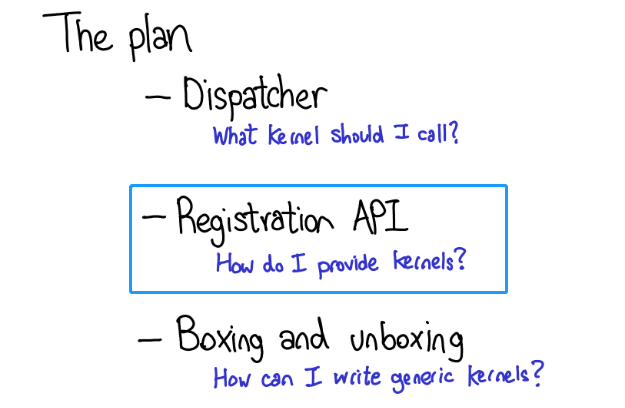 The plan
– Dispatcher
What kernel should I call?
– Registration API
How do I provide kernels?
– Boxing and unboxing
How can I write generic kernels?